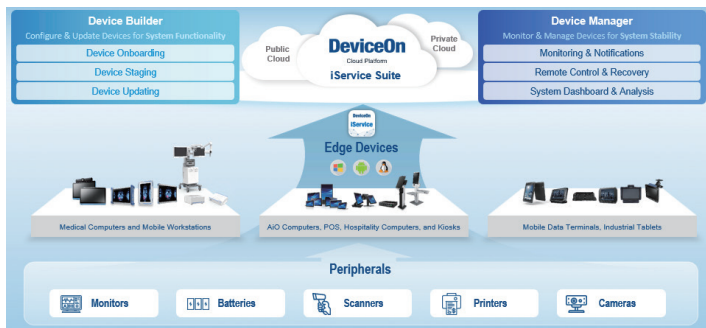 Device Builder
Configure & Update Devices for System Functionality
Device Onboarding
Device Staging
Device Updating
Public
Cloud
DeviceOn
Cloud Platform
iService Suite
Private
Cloud
Device Manager
Monitor & Manage Devices for System Stability
Monitoring & Notifications
Remote Control & Recovery
System Dashboard & Analysis
DeviceOn
iService
Edge Devices
Medical Computers and Mobile Workstations
AiO Computers, POS, Hospitality Computers, and Kiosks
Mobile Data Terminals, Industrial Tablets
Peripherals
Monitors
Batteries
Scanners
Printers
Cameras